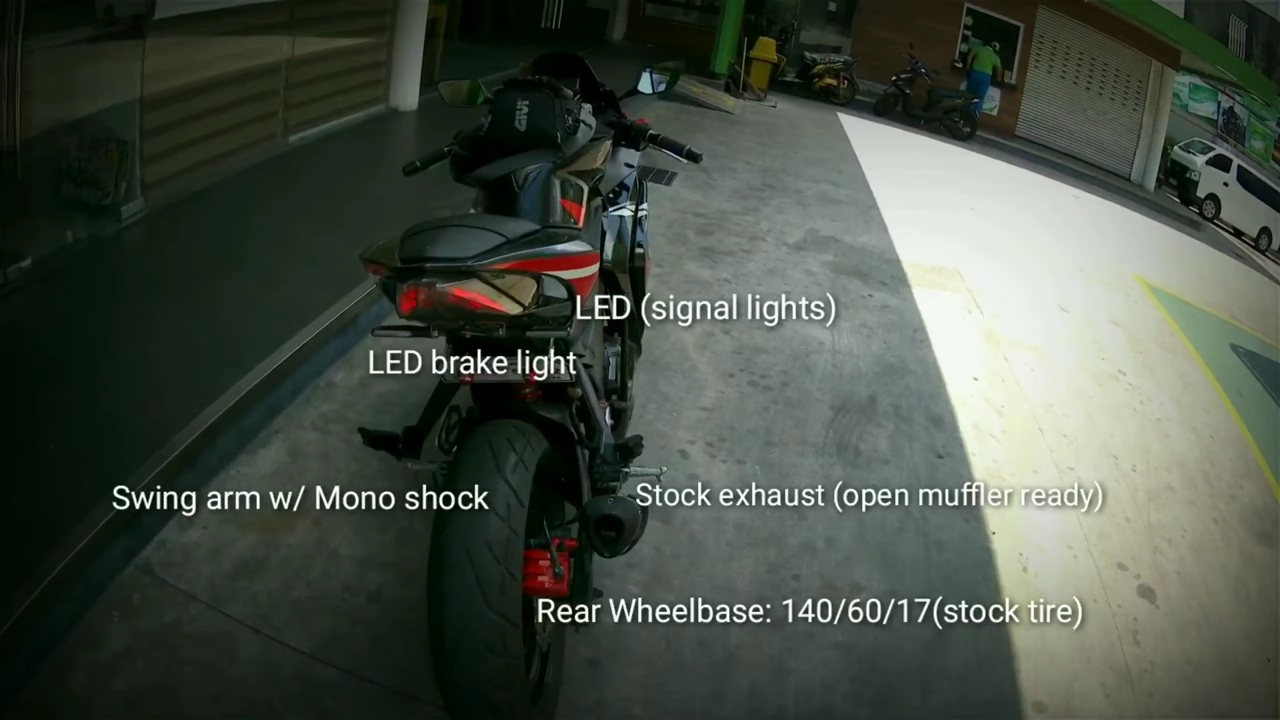 GIVI
LED (signal lights)
LED brake light
Swing arm w/ Mono shock
Stock exhaust (open muffler ready)
Rear Wheelbase: 140/60/17(stock tire)